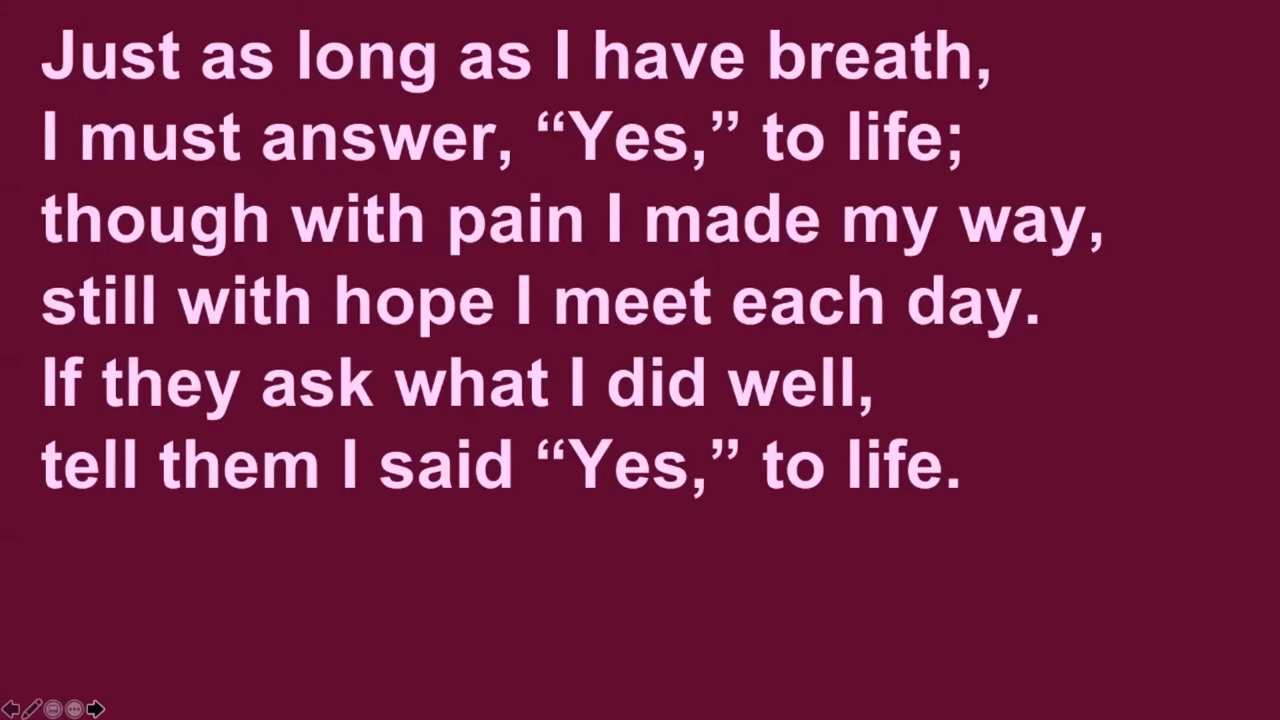 Just as long as I have breath,
I must answer, “Yes,” to life;
though with pain I made my way,
still with hope I meet each day.
If they ask what I did well,
tell them I said “Yes,” to life.